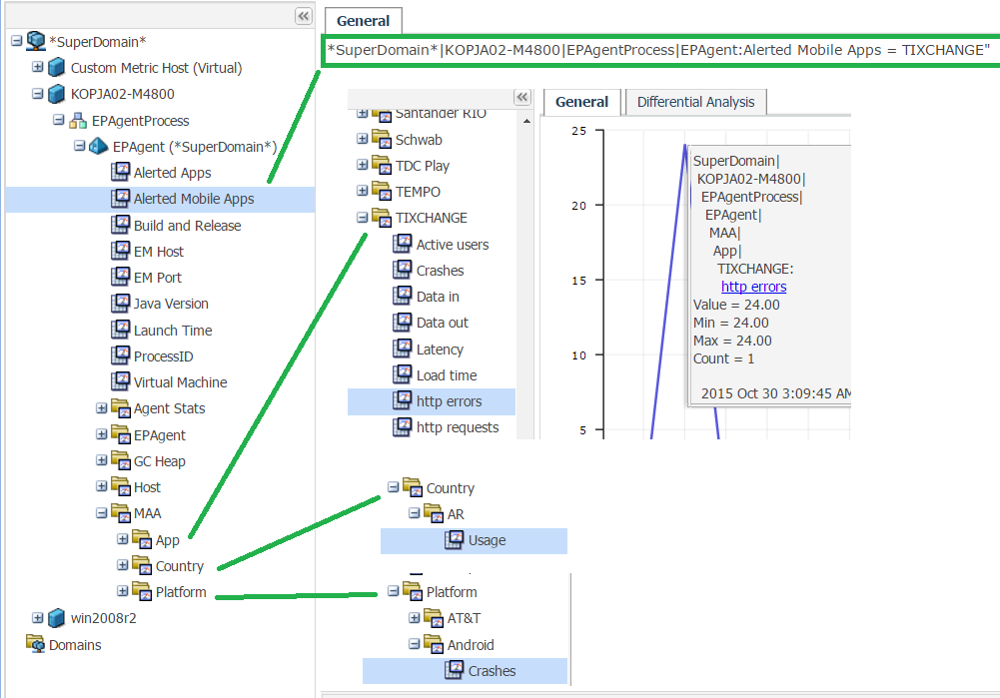 *SuperDomain*
Custom Metric Host (Virtual)
KOPJA02-M4800
EPAgentProcess
EPAgent (*SuperDomain*)
Alerted Apps
Alerted Mobile Apps
Build and Release
EM Host
EM Port
Java Version
Launch Time
ProcessID
Virtual Machine
Agent Stats
EPAgent
GC Heap
Host
MAA
App
Country
Platform
win2008r2
Domains
General
*SuperDomain*|KOPJA02-M4800|EPAgentProcess|EPAgent:Alerted Mobile Apps = TIXCHANGE"
Santander RIO
Schwab
TDC Play
TEMPO
TIXCHANGE
Active users
Crashes
Data in
Data out
Latency
Load time
http errors
http requests
General
Differential Analysis
25
20
15
10
5
SuperDomain|
KOPJA02-M4800|
EPAgentProcess|
EPAgent|
MAA|
App|
TIXCHANGE:
http errors
Value = 24.00
Min = 24.00
Max = 24.00
Count = 1
2015 Oct 30 3:09:45 AM
Country
AR
Usage
Platform
AT&T
Android
Crashes